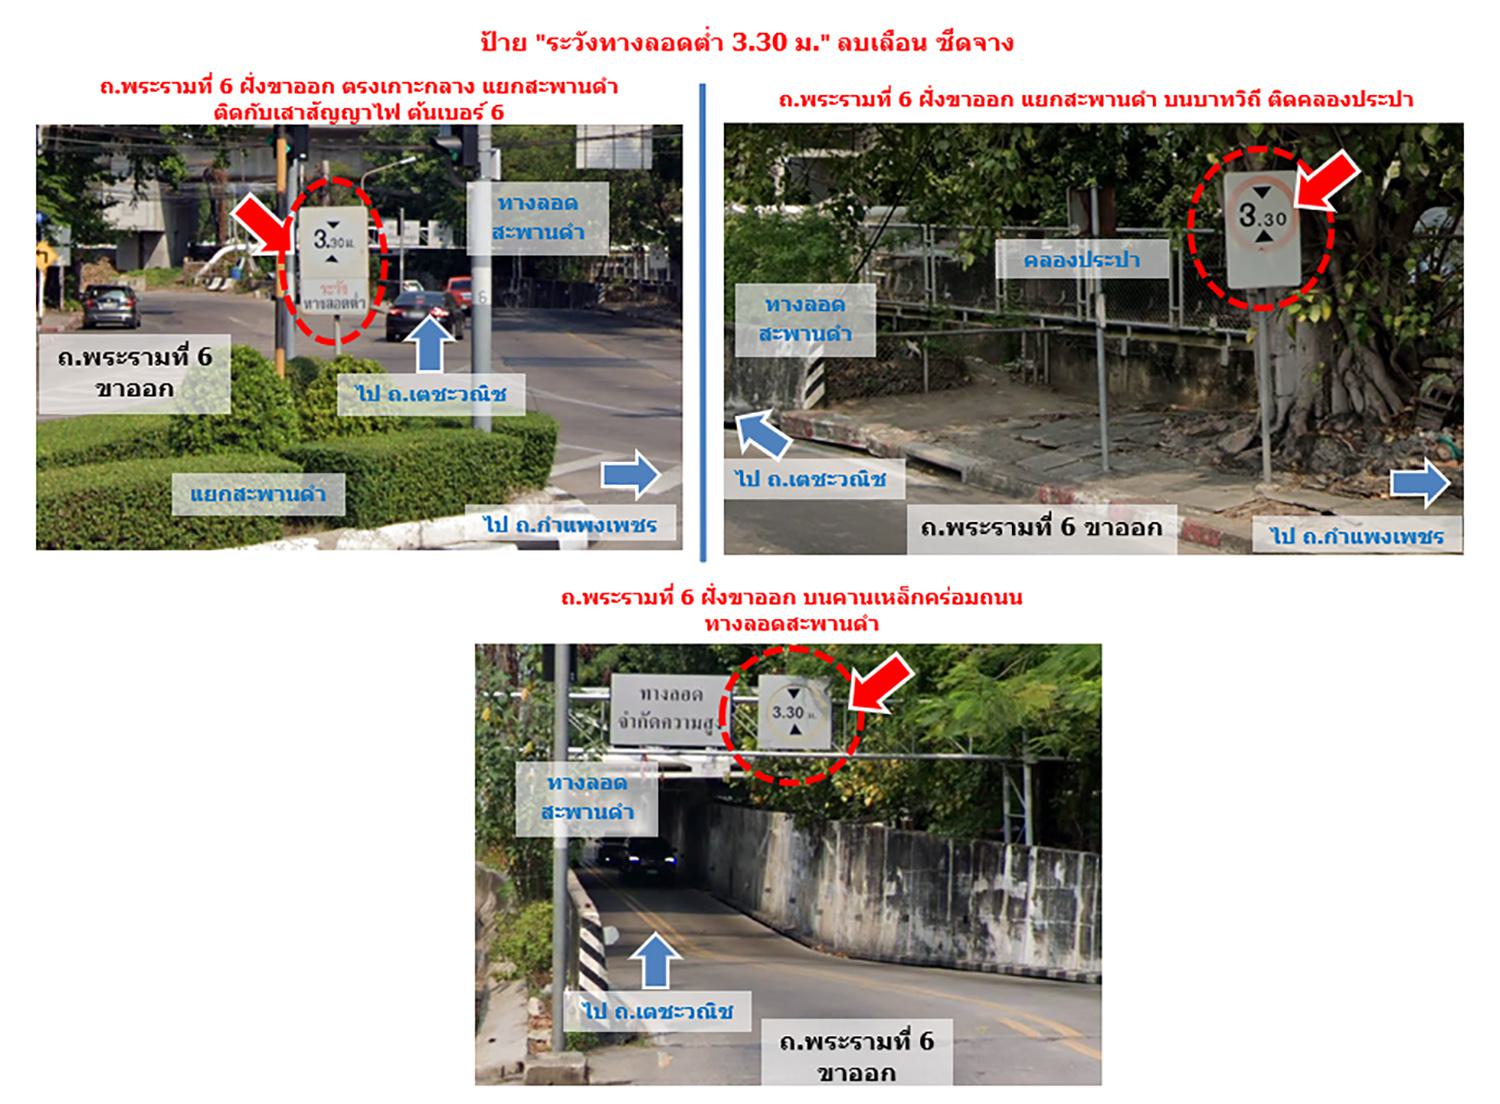 ป้าย "ระวังทางลอดต่ำ 3.30 ม." ลบเลือน ซีดจาง
ถ.พระรามที่ 6 ฝั่งขาออก ตรงเกาะกลาง แยกสะพานดำ
ติดกับเสาสัญญาไฟ ต้นเบอร์ 6
3.30 ม.
ระวัง
ทางลอดต่ำ
6
ทางลอด
สะพานดำ
ถ.พระรามที่ 6
ขาออก
ไป ถ.เตชะวณิช
แยกสะพานดำ
ไป ถ.กำแพงเพชร
ถ.พระรามที่ 6 ฝั่งขาออก แยกสะพานดำ บนบาทวิถี ติดคลองประปา
3.30
คลองประปา
ทางลอด
สะพานดำ
ไป ถ.เตชะวณิช
ถ.พระรามที่ 6 ขาออก
ไป ถ.กำแพงเพชร
ถ.พระรามที่ 6 ฝั่งขาออก บนคานเหล็กคร่อมถนน
ทางลอดสะพานดำ
ทางลอด
จำกัดความสูง
3.30 ม.
ทางลอด
สะพานดำ
ไป ถ.เตชะวณิช
ถ.พระรามที่ 6
ขาออก